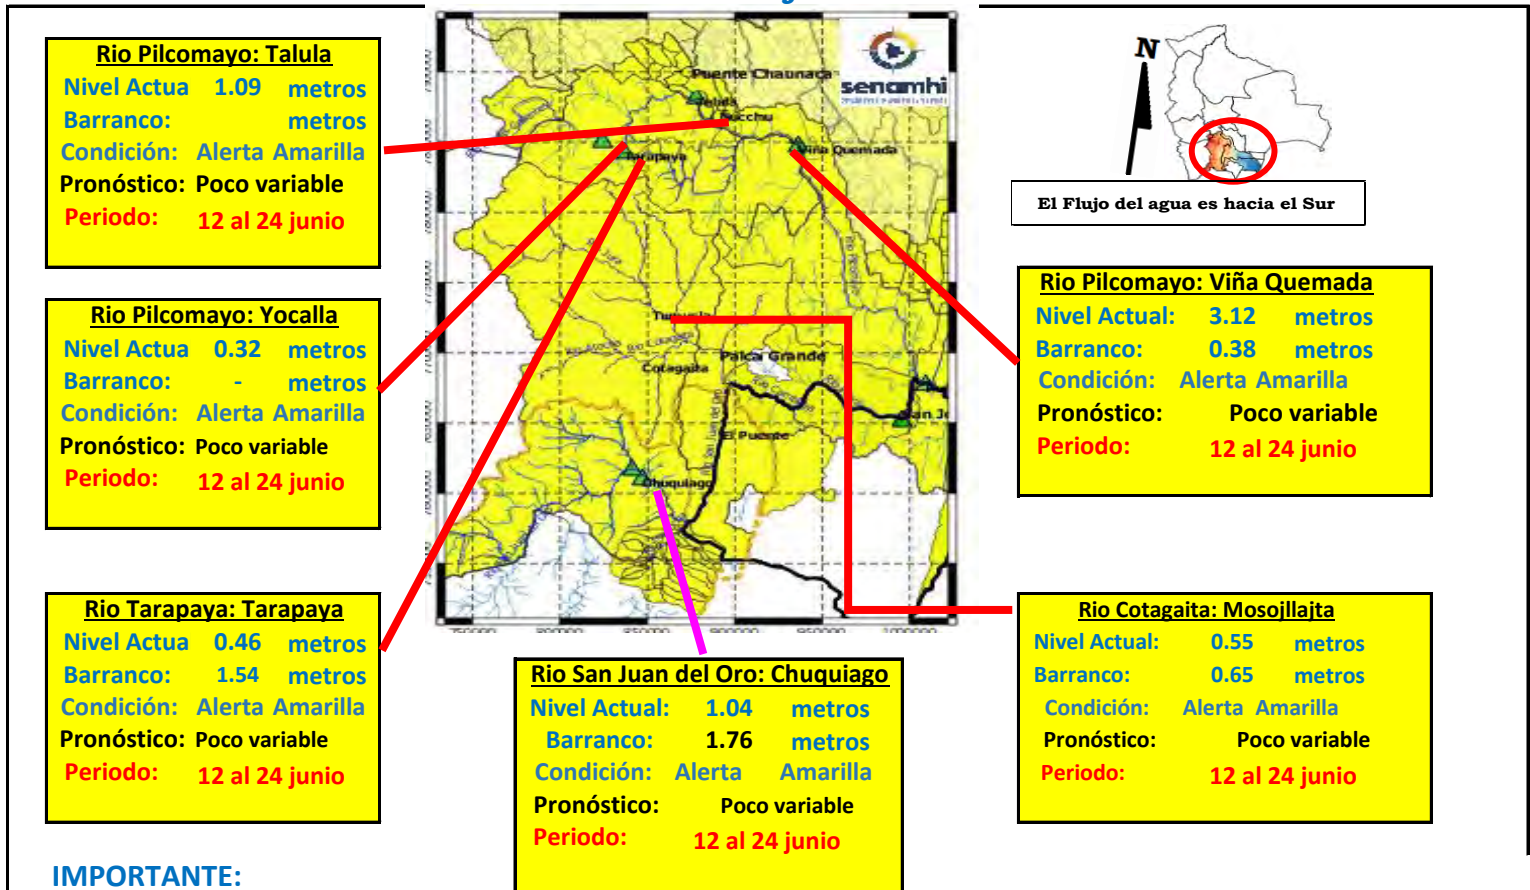 Rio Pilcomayo: Talula
Nivel Actua 1.09 metros
Barranco: metros
Condición: Alerta Amarilla
Pronóstico: Poco variable
Periodo: 12 al 24 junio
Rio Pilcomayo: Yocalla
Nivel Actua 0.32 metros
Barranco: - metros
Condición: Alerta Amarilla
Pronóstico: Poco variable
Periodo: 12 al 24 junio
Rio Tarapaya: Tarapaya
Nivel Actua 0.46 metros
Barranco: 1.54 metros
Condición: Alerta Amarilla
Pronóstico: Poco variable
Periodo: 12 al 24 junio
senamhi
Puente Chaunaca
Viña Quemada
Tarapaya
Palca Grande
Cotagaita
El Puente
Chuquiago
N
El Flujo del agua es hacia el Sur
Rio Pilcomayo: Viña Quemada
Nivel Actual: 3.12 metros
Barranco: 0.38 metros
Condición: Alerta Amarilla
Pronóstico: Poco variable
Periodo: 12 al 24 junio
Rio San Juan del Oro: Chuquiago
Nivel Actual: 1.04 metros
Barranco: 1.76 metros
Condición: Alerta Amarilla
Pronóstico: Poco variable
Periodo: 12 al 24 junio
Rio Cotagaita: Mosojllajta
Nivel Actual: 0.55 metros
Barranco: 0.65 metros
Condición: Alerta Amarilla
Pronóstico: Poco variable
Periodo: 12 al 24 junio
IMPORTANTE: